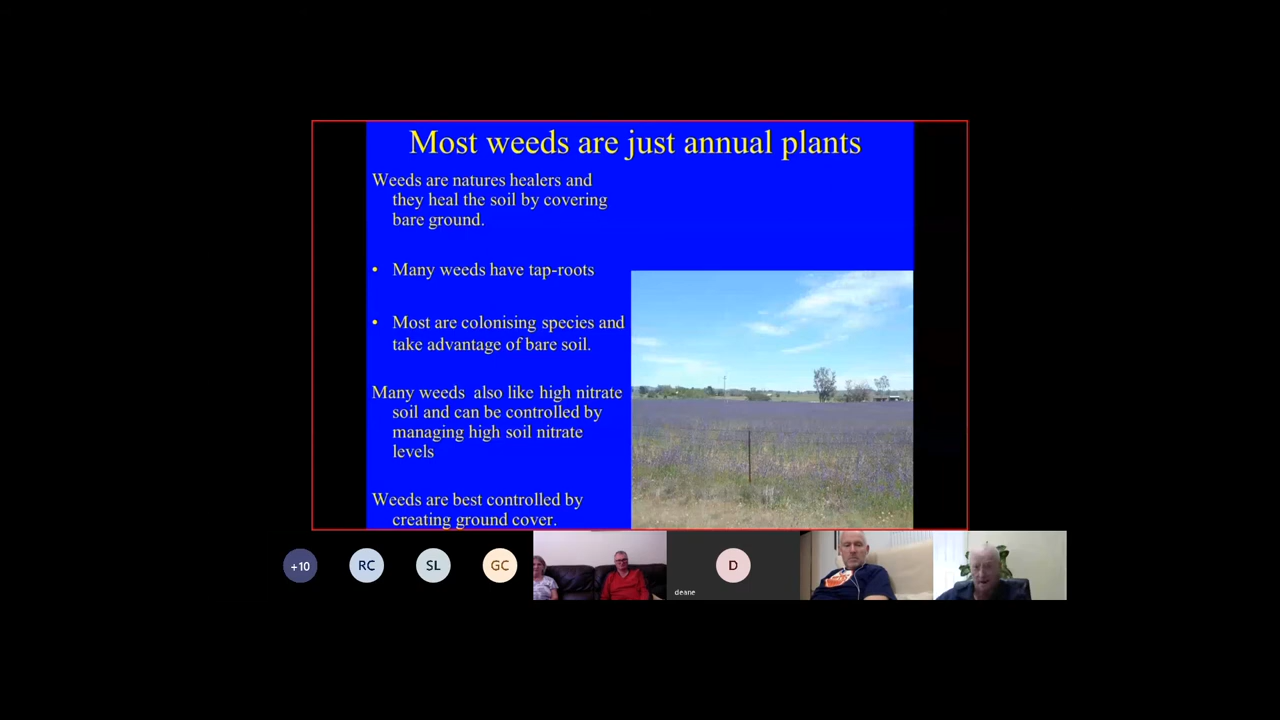 Most weeds are just annual plants
Weeds are natures healers and
they heal the soil by covering
bare ground.
• Many weeds have tap-roots
• Most are colonising species and
take advantage of bare soil.
Many weeds also like high nitrate
soil and can be controlled by
managing high soil nitrate
levels
Weeds are best controlled by
creating ground cover.
+10
RC
SL
GC
D
deane